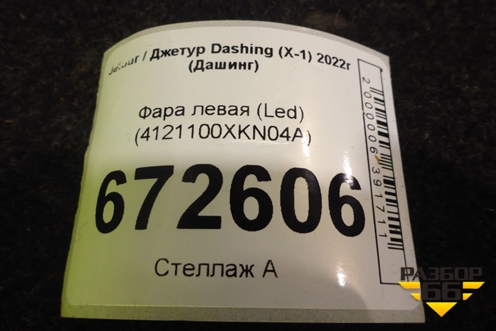 Jetour / Джетур Dashing (X-1) 2022г
(Дашинг)
Фара левая (Led)
(4121100XKN04A)
672606
Стеллаж А
2000006391711
РАЗБОР
66